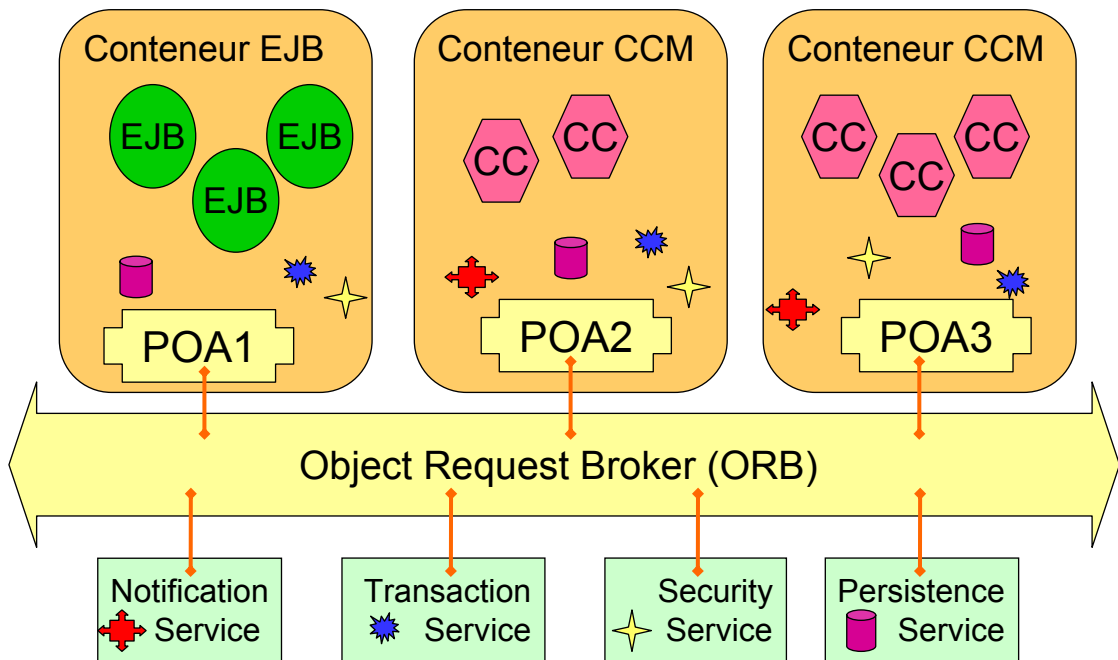 Conteneur EJB
EJB
EJB
EJB
POA1
Conteneur CCM
CC
CC
POA2
Conteneur CCM
CC
CC
CC
POA3
Object Request Broker (ORB)
Notification
Service
Transaction
Service
Security
Service
Persistence
Service